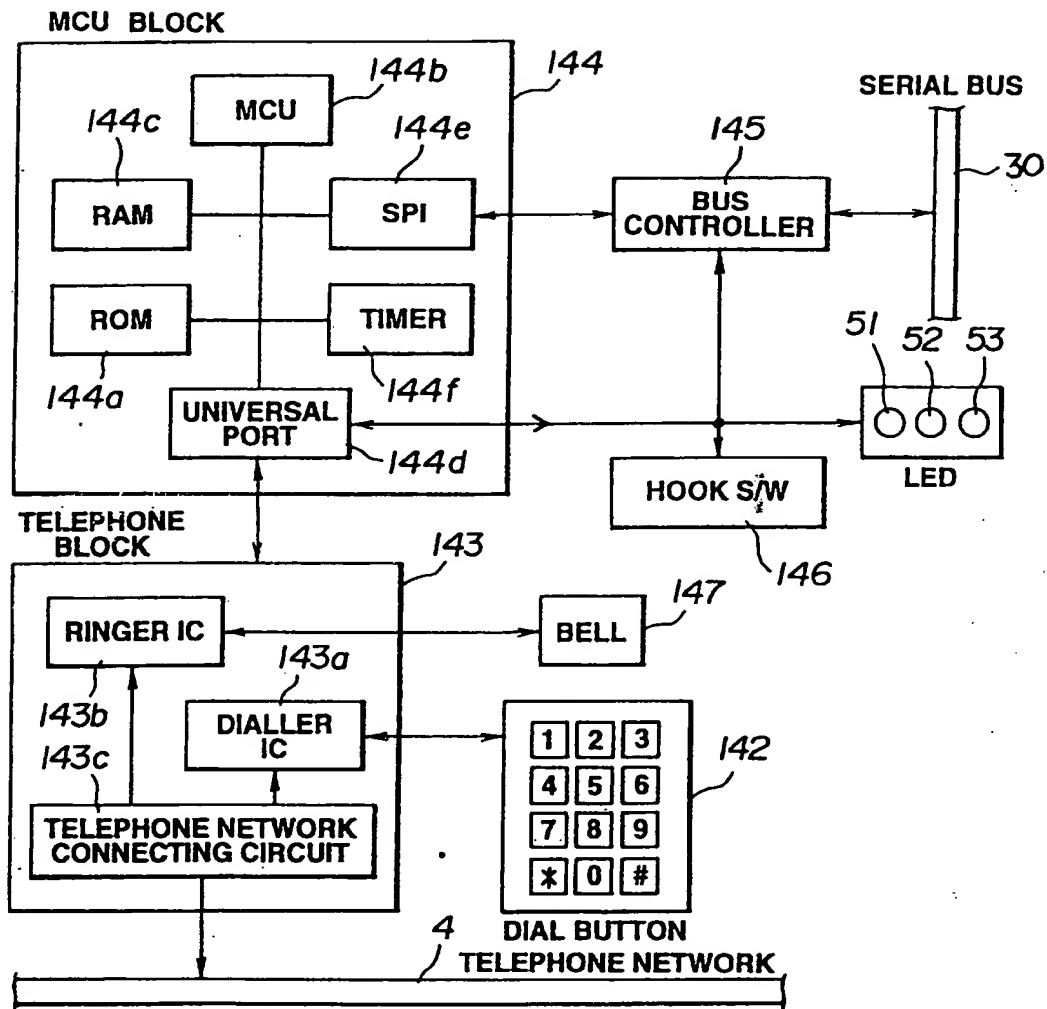 MCU BLOCK
144b
144
SERIAL BUS
MCU
144c
144e
145
30
RAM
SPI
BUS
CONTROLLER
ROM
TIMER
51
52
53
144a
144f
UNIVERSAL
PORT
144d
LED
HOOK S/W
TELEPHONE
BLOCK
143
146
147
RINGER IC
BELL
143a
143b
DIALLER
IC
143c
1 2 3
142
4 5 6
7 8 9
* 0 #
TELEPHONE NETWORK
CONNECTING CIRCUIT
DIAL BUTTON
4
TELEPHONE NETWORK